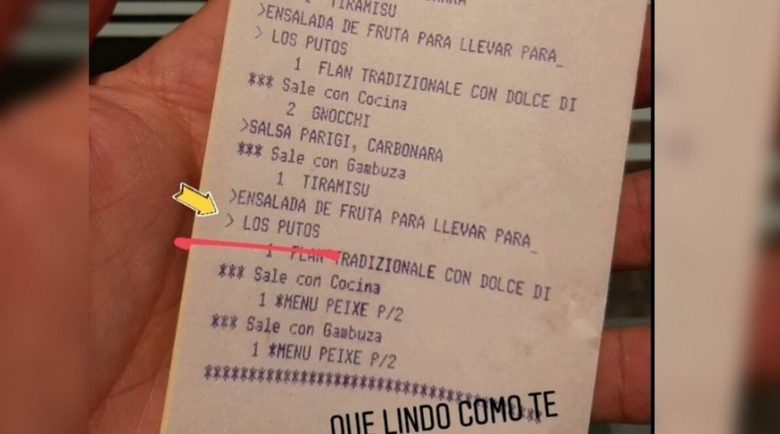 TIRAMISU
>ENSALADA DE FRUTA PARA LLEVAR PARA_
> LOS PUTOS
1 FLAN TRADIZIONALE CON DOLCE DI
*** Sale con Cocina
2 GNOCCHI
>SALSA PARIGI, CARBONARA
*** Sale con Gambuza
1 TIRAMISU
>ENSALADA DE FRUTA PARA LLEVAR PARA_
> LOS PUTOS
1 FLAN TRADIZIONALE CON DOLCE DI
*** Sale con Cocina
1 *MENU PEIXE P/2
*** Sale con Gambuza
1 *MENU PEIXE P/2
QUE LINDO COMO TE